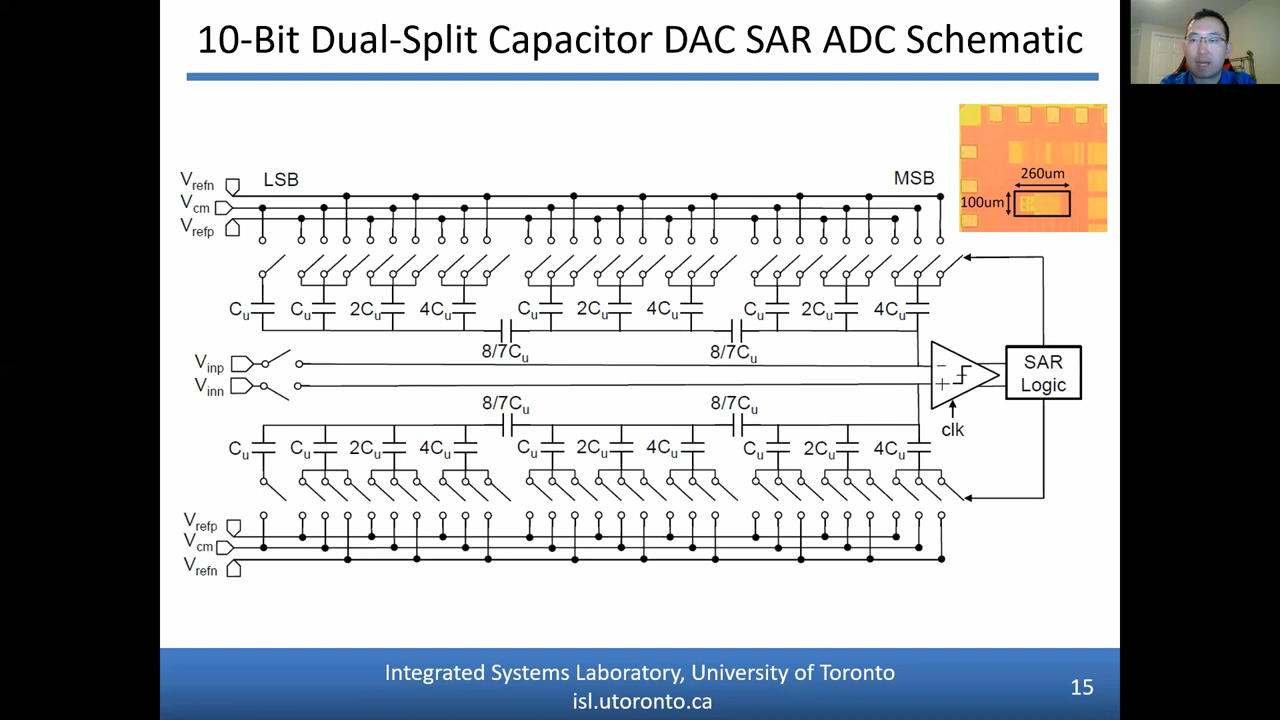 10-Bit Dual-Split Capacitor DAC SAR ADC Schematic
260um
100um
LSB
MSB
Vrefn
Vcm
Vrefp
Cu Cu 2Cu 4Cu Cu 2Cu 4Cu Cu 2Cu 4Cu
8/7Cu 8/7Cu
Vinp
Vinn
SAR
Logic
clk
8/7Cu 8/7Cu
Cu Cu 2Cu 4Cu Cu 2Cu 4Cu Cu 2Cu 4Cu
Vrefp
Vcm
Vrefn
Integrated Systems Laboratory, University of Toronto
isl.utoronto.ca
15